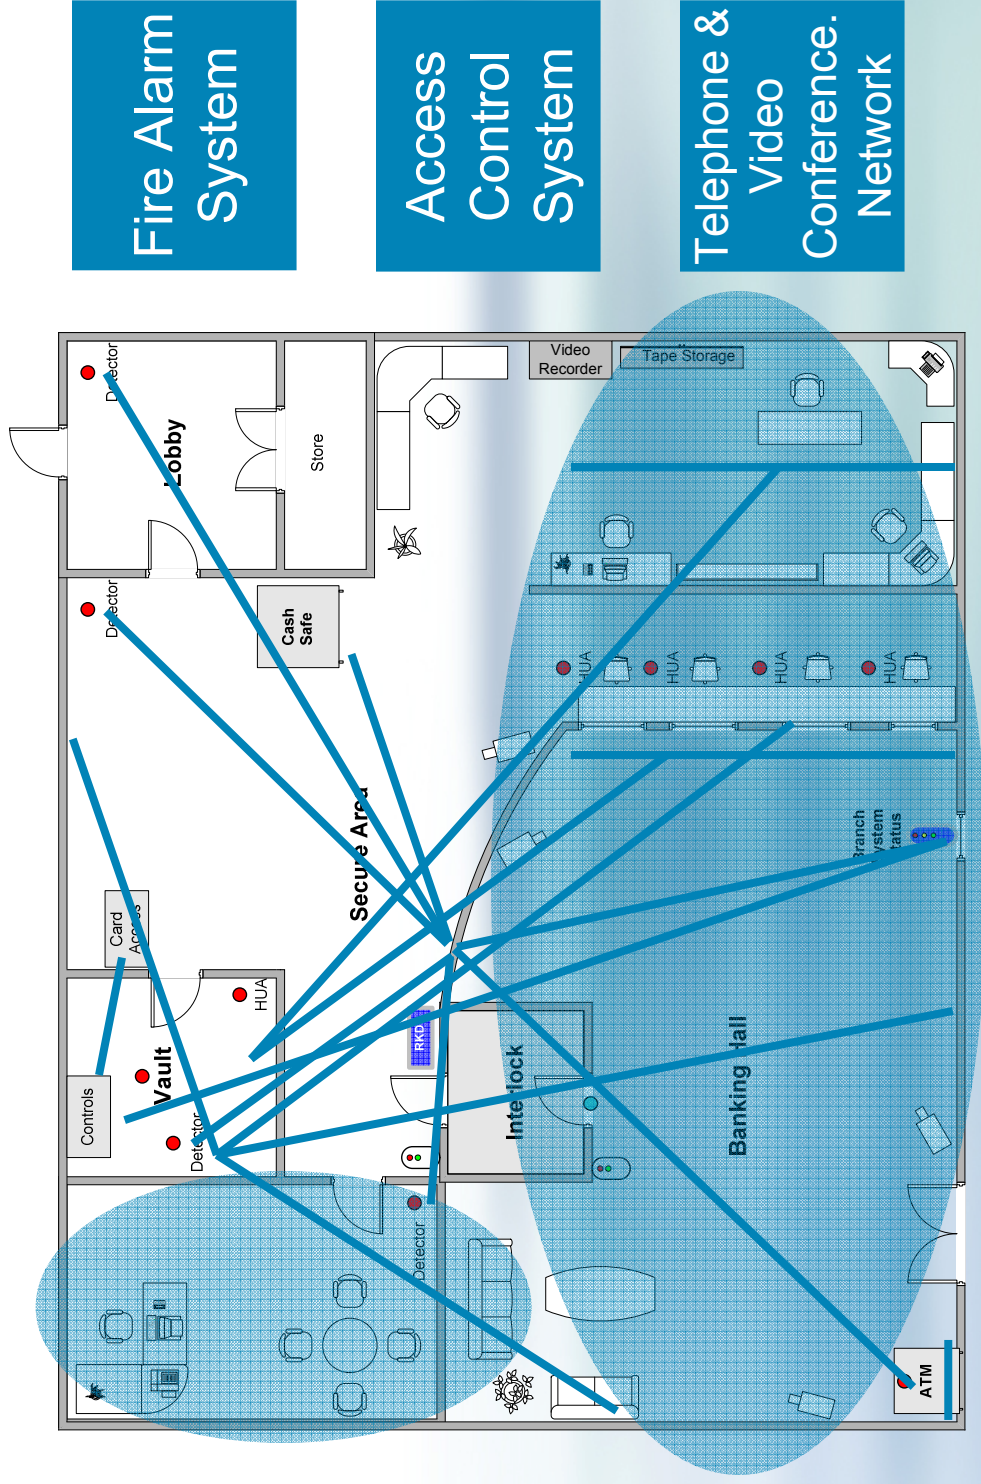 Fire Alarm
System
Access
Control
System
Telephone &
Video
Conference.
Network
Detector
Lobby
Store
Video
Recorder
Tape Storage
Detector
Cash
Safe
HUA
HUA
HUA
HUA
Secure Area
Card
Access
Branch
System
Status
HUA
Vault
Controls
Detector
RKD
Interlock
Banking Hall
Detector
ATM